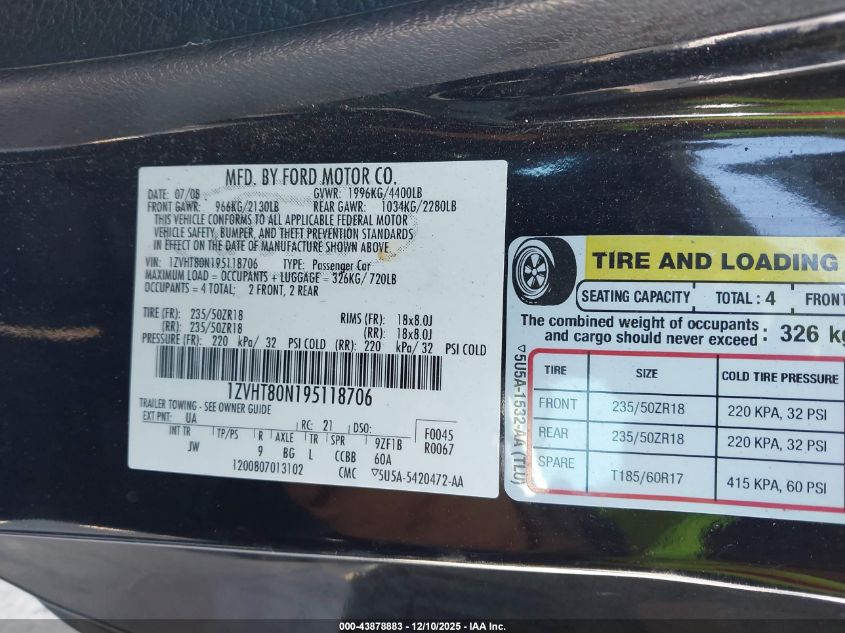 MFD. BY FORD MOTOR CO.
DATE: 07/08 GVWR: 1996KG/4400LB
FRONT GAWR: 966KG/2130LB REAR GAWR: 1034KG/2280LB
THIS VEHICLE CONFORMS TO ALL APPLICABLE FEDERAL MOTOR
VEHICLE SAFETY, BUMPER, AND THEFT PREVENTION STANDARDS
IN EFFECT ON THE DATE OF MANUFACTURE SHOWN ABOVE.
VIN: 1ZVHT80N195118706 TYPE: Passenger Car
MAXIMUM LOAD = OCCUPANTS + LUGGAGE = 326KG/ 720LB
OCCUPANTS = 4 TOTAL; 2 FRONT, 2 REAR
TIRE (FR): 235/50ZR18 RIMS (FR): 18x8.0J
(RR): 235/50ZR18 (RR): 18x8.0J
PRESSURE (FR): 220 kPa/ 32 PSI COLD (RR): 220 kPa/ 32 PSI COLD
1ZVHT80N195118706
TRAILER TOWING - SEE OWNER GUIDE
EXT PNT: UA RC: 21 DSO: F0045
INT TR TP/PS R AXLE TR SPR 9ZF1B R0067
JW 9 BG L CCBB 60A
1200807013102 CMC ▽5U5A-5420472-AA
TIRE AND LOADING
SEATING CAPACITY TOTAL : 4 FRONT
The combined weight of occupants
and cargo should never exceed : 326 kg
▽5U5A-1532-AA (TLU)
TIRE SIZE COLD TIRE PRESSURE
FRONT 235/50ZR18 220 KPA, 32 PSI
REAR 235/50ZR18 220 KPA, 32 PSI
SPARE T185/60R17 415 KPA, 60 PSI
000-43878883 - 12/10/2025 - IAA Inc.